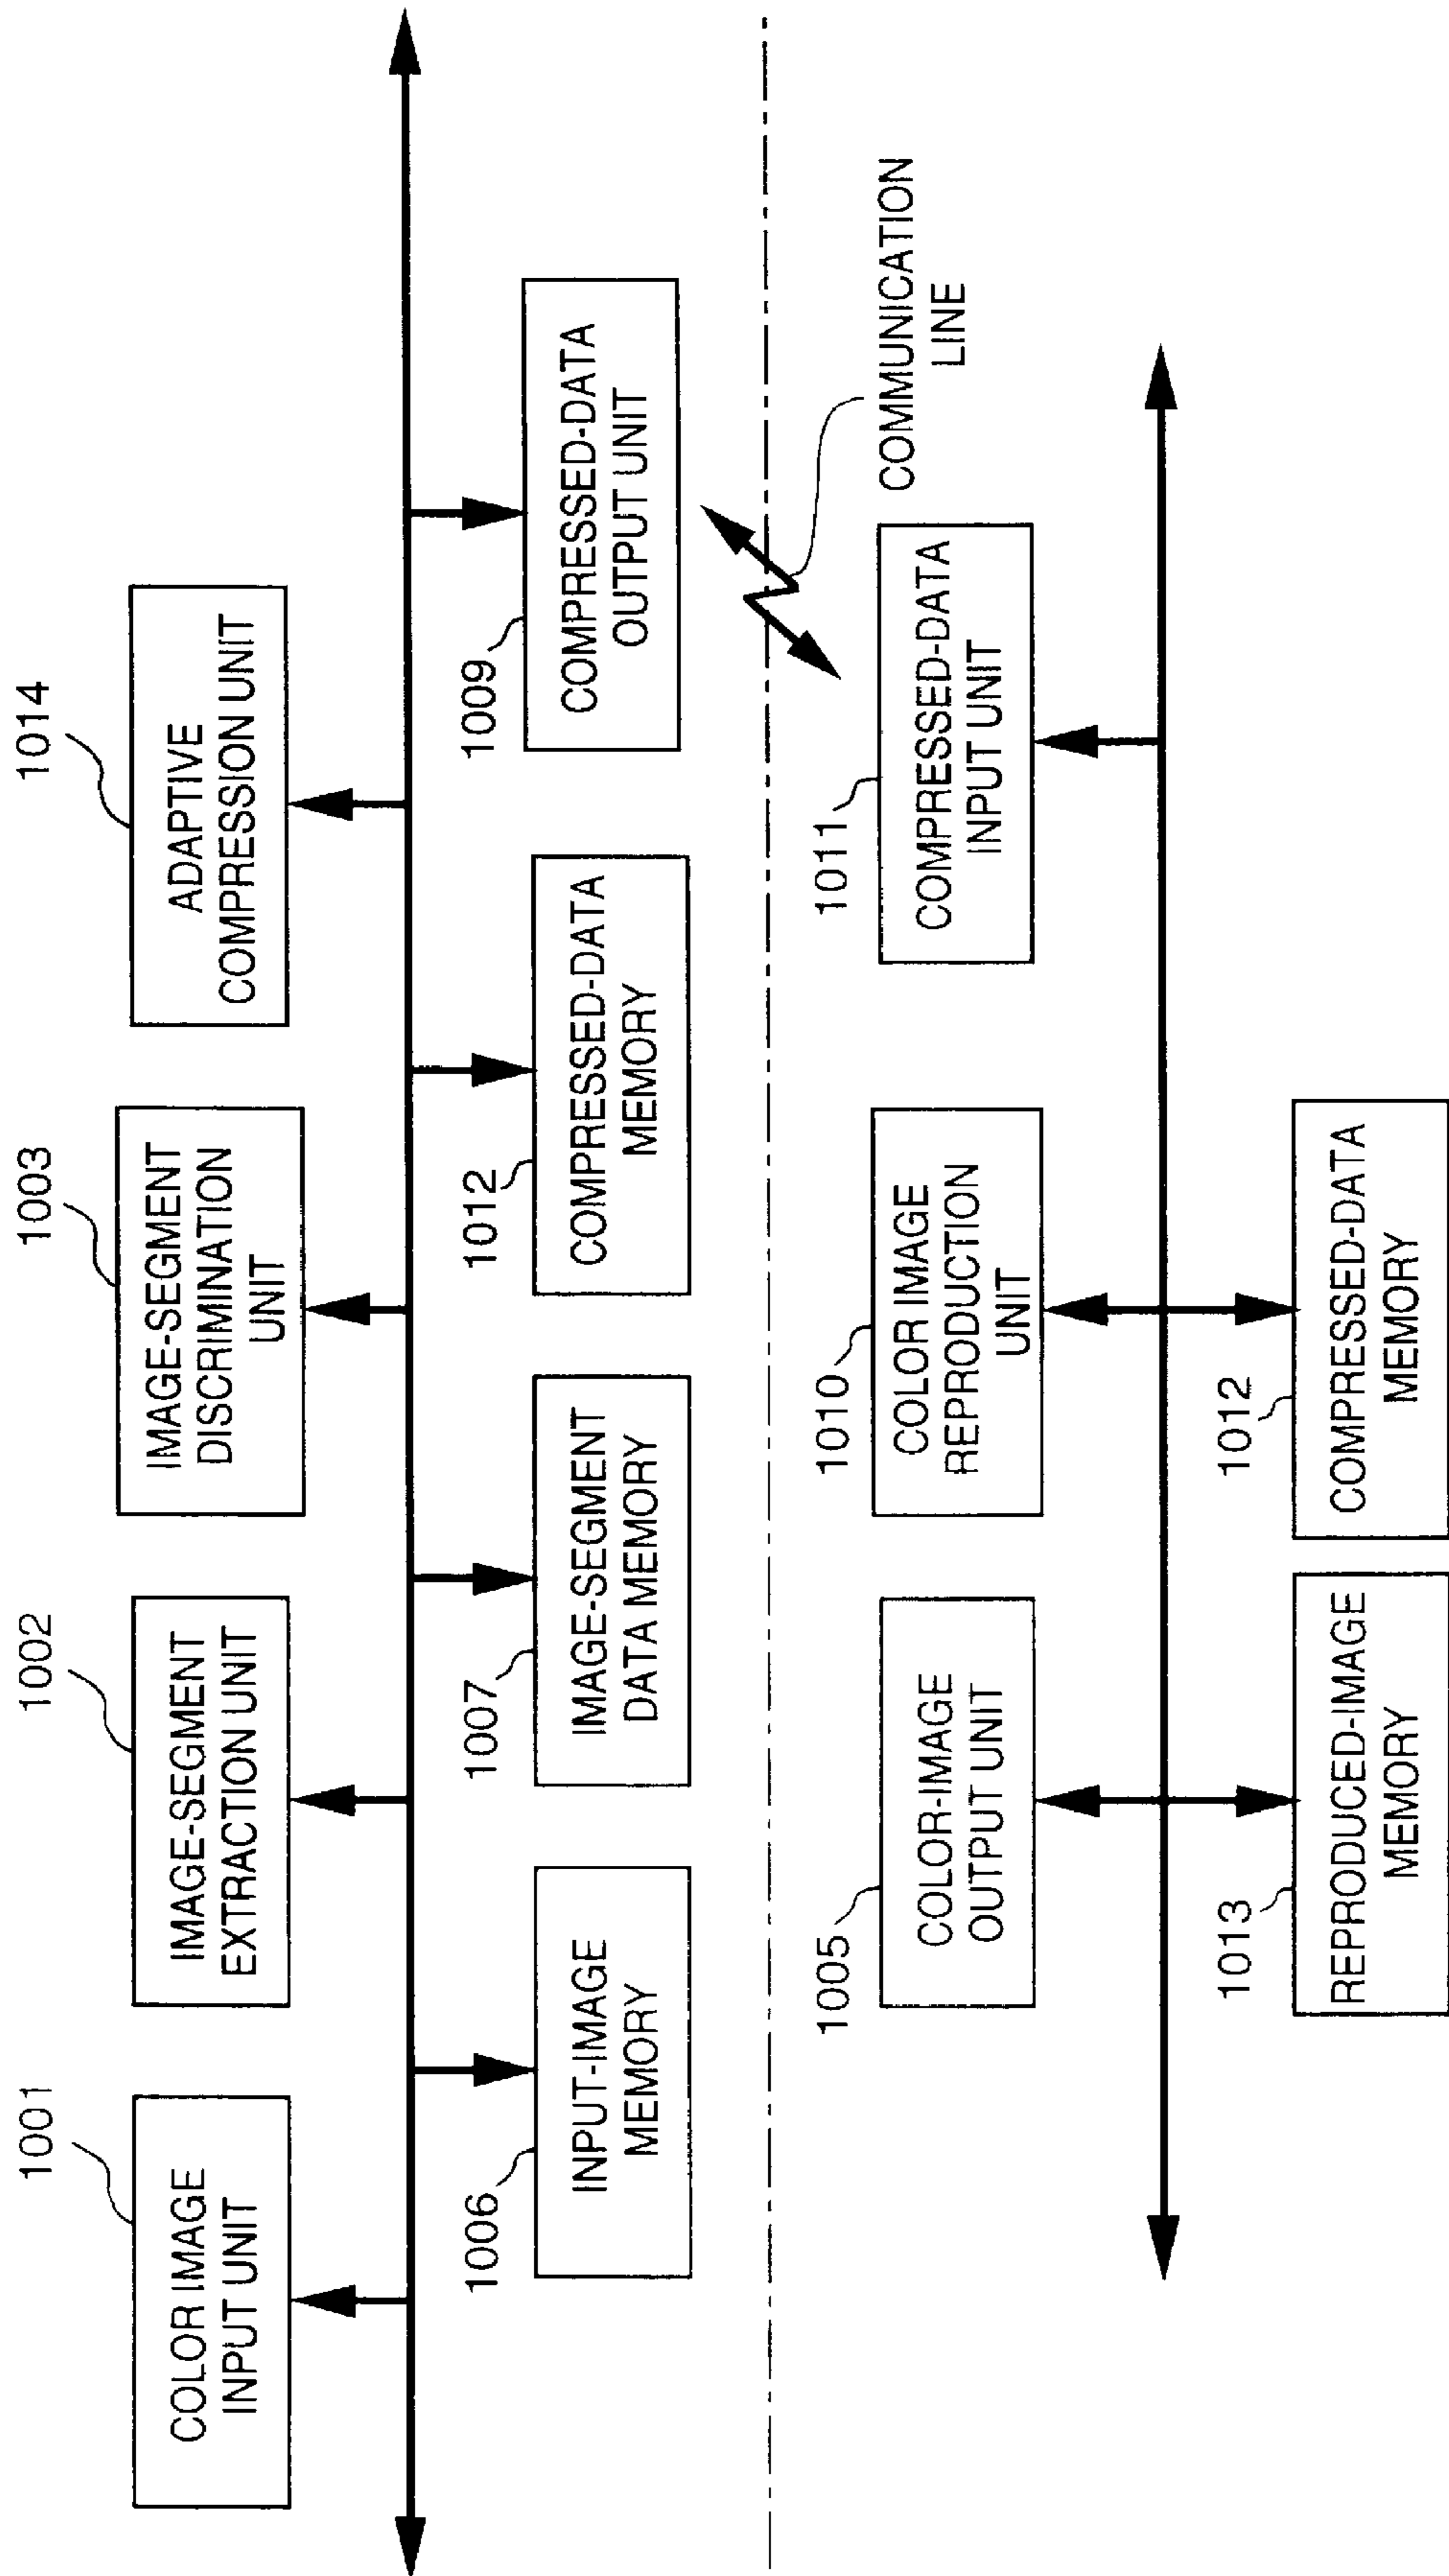 1001
COLOR IMAGE
INPUT UNIT
1002
IMAGE-SEGMENT
EXTRACTION UNIT
1003
IMAGE-SEGMENT
DISCRIMINATION
UNIT
1014
ADAPTIVE
COMPRESSION UNIT
1006
INPUT-IMAGE
MEMORY
1007
IMAGE-SEGMENT
DATA MEMORY
1012
COMPRESSED-DATA
MEMORY
1009
COMPRESSED-DATA
OUTPUT UNIT
COMMUNICATION
LINE
1005
COLOR-IMAGE
OUTPUT UNIT
1010
COLOR IMAGE
REPRODUCTION
UNIT
1011
COMPRESSED-DATA
INPUT UNIT
1013
REPRODUCED-IMAGE
MEMORY
1012
COMPRESSED-DATA
MEMORY